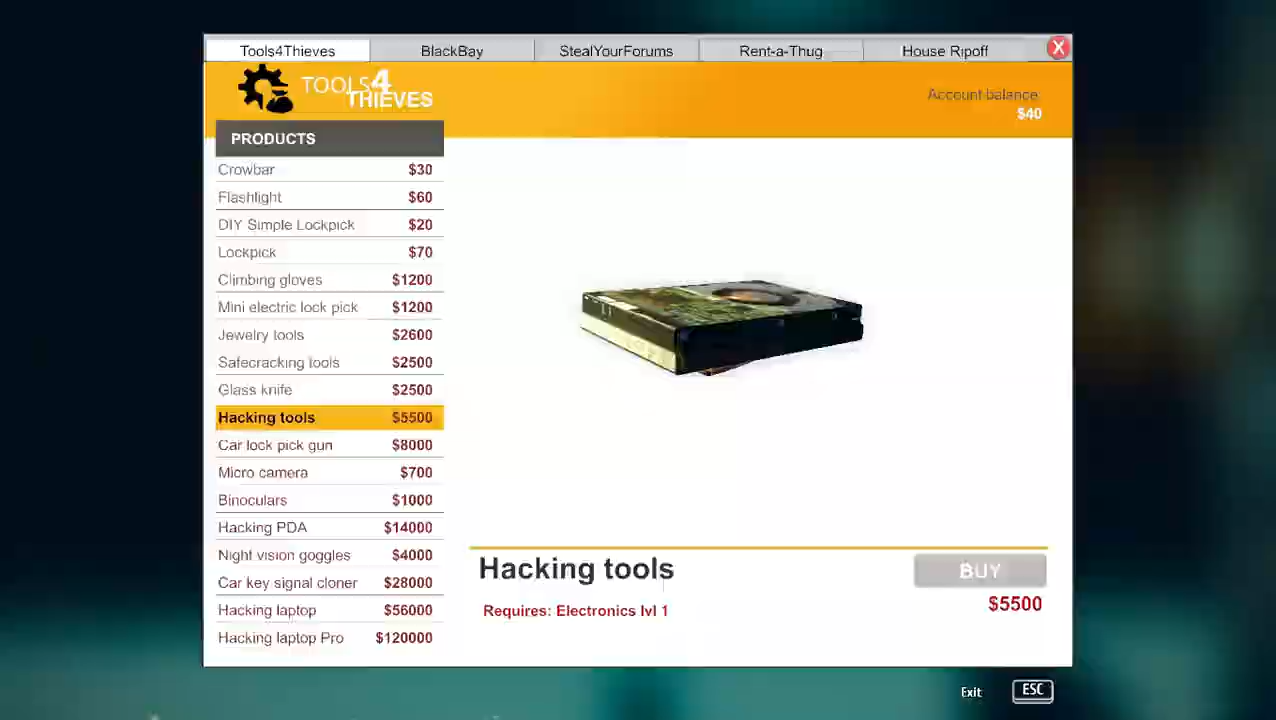 Tools4Thieves BlackBay StealYourForums Rent-a-Thug House Ripoff X
TOOLS 4
THIEVES
Account balance:
$40
PRODUCTS
Crowbar $30
Flashlight $60
DIY Simple Lockpick $20
Lockpick $70
Climbing gloves $1200
Mini electric lock pick $1200
Jewelry tools $2600
Safecracking tools $2500
Glass knife $2500
Hacking tools $5500
Car lock pick gun $8000
Micro camera $700
Binoculars $1000
Hacking PDA $14000
Night vision goggles $4000
Car key signal cloner $28000
Hacking laptop $56000
Hacking laptop Pro $120000
Hacking tools BUY
Requires: Electronics lvl 1 $5500
Exit ESC